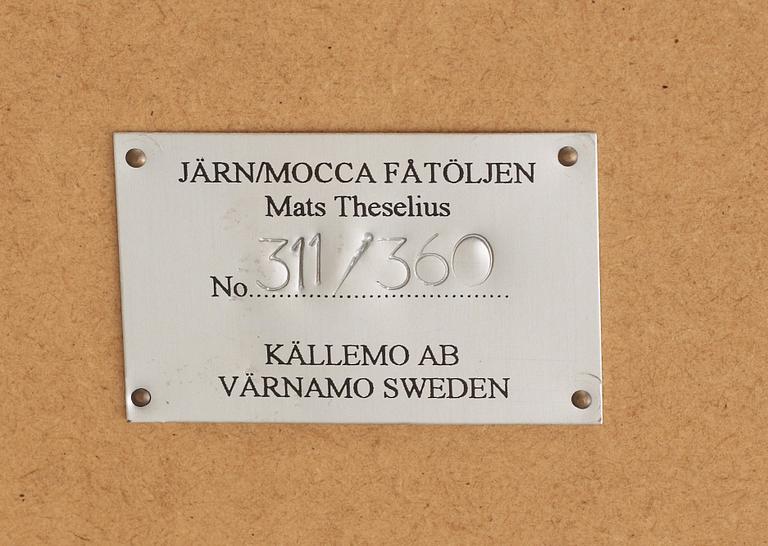 JÄRN/MOCCA FÅTÖLJEN
Mats Theselius
No. 311/360
KÄLLEMO AB
VÄRNAMO SWEDEN